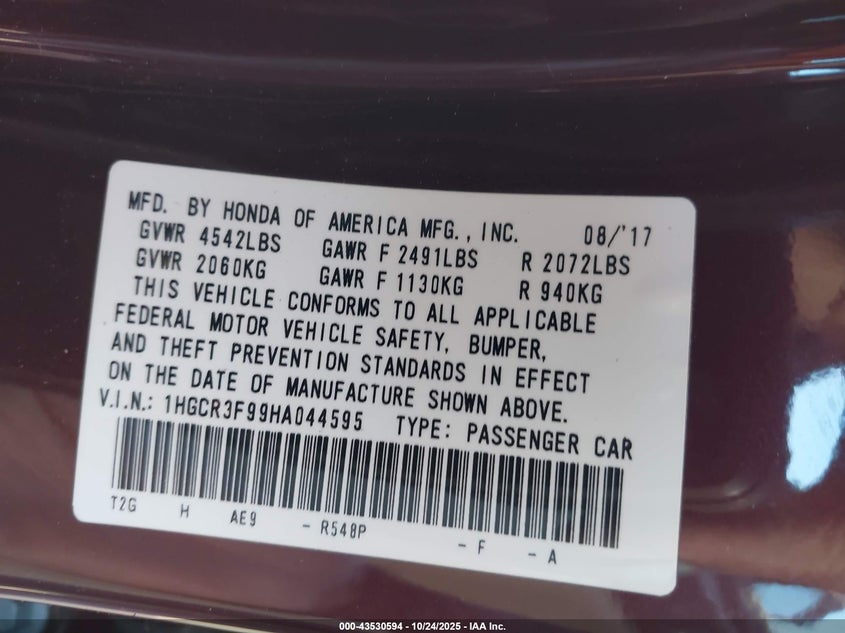 MFD. BY HONDA OF AMERICA MFG., INC. 08/'17
GVWR 4542LBS GAWR F 2491LBS R 2072LBS
GVWR 2060KG GAWR F 1130KG R 940KG
THIS VEHICLE CONFORMS TO ALL APPLICABLE
FEDERAL MOTOR VEHICLE SAFETY, BUMPER,
AND THEFT PREVENTION STANDARDS IN EFFECT
ON THE DATE OF MANUFACTURE SHOWN ABOVE.
V.I.N.: 1HGCR3F99HA044595 TYPE: PASSENGER CAR
T2G H AE9 - R548P - F - A
000-43530594 - 10/24/2025 - IAA Inc.